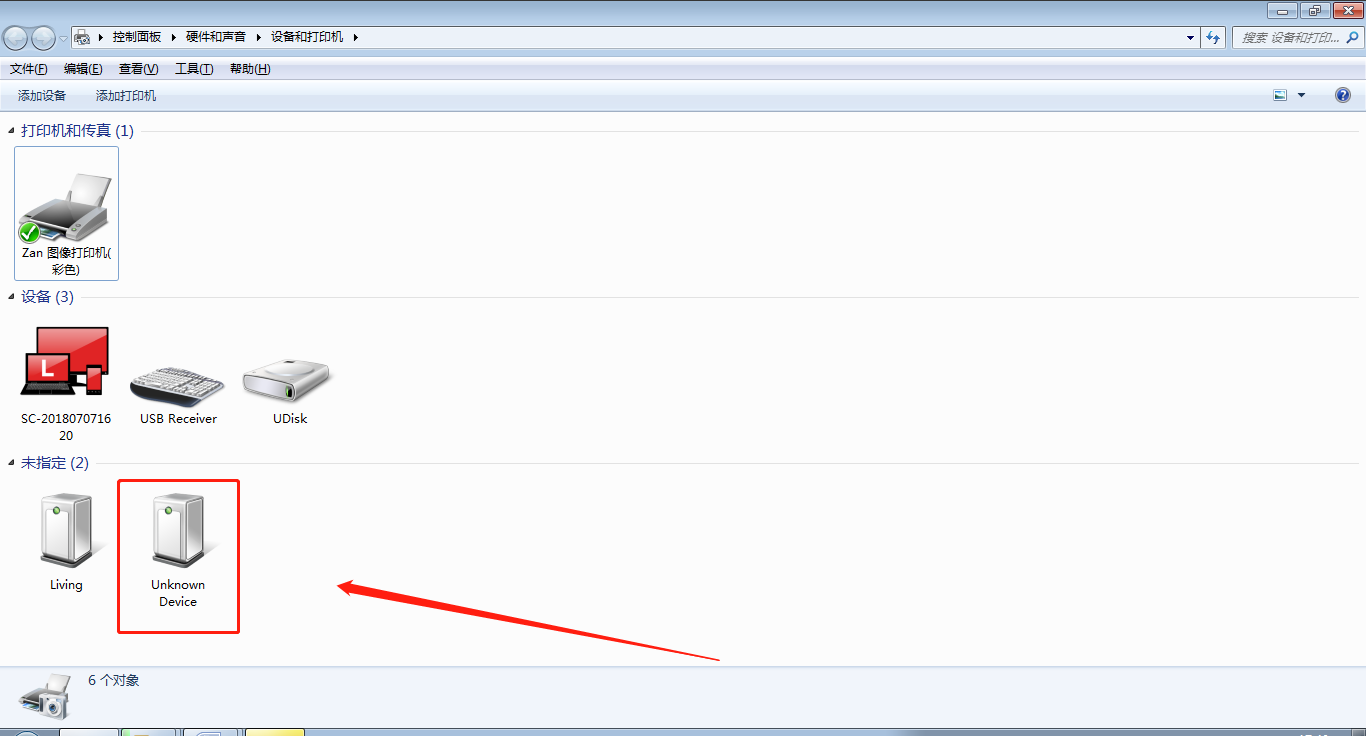 控制面板 硬件和声音 设备和打印机 搜索 设备和打印...
文件(F) 编辑(E) 查看(V) 工具(T) 帮助(H)
添加设备 添加打印机
打印机和传真 (1)
Zan 图像打印机(
彩色)
设备 (3)
L
SC-2018070716
20
USB Receiver
UDisk
未指定 (2)
Living
Unknown
Device
6 个对象